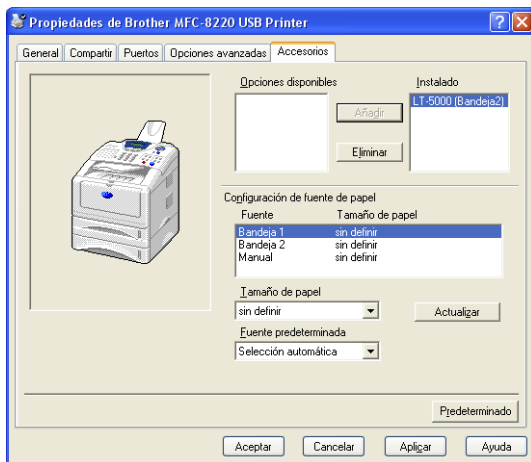 Propiedades de Brother MFC-8220 USB Printer
General Compartir Puertos Opciones avanzadas Accesorios
Opciones disponibles Instalado
LT-5000 (Bandeja2)
Añadir
Eliminar
Configuración de fuente de papel
Fuente Tamaño de papel
Bandeja 1 sin definir
Bandeja 2 sin definir
Manual sin definir
Tamaño de papel
sin definir Actualizar
Fuente predeterminada
Selección automática
Predeterminado
Aceptar Cancelar Aplicar Ayuda